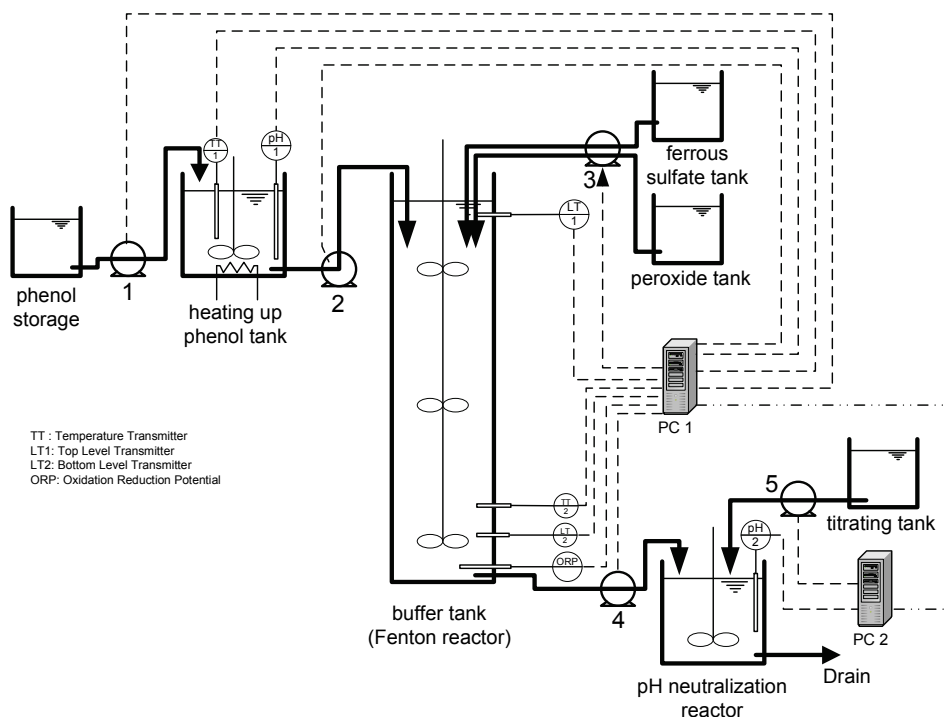 TT
1
pH
1
3
ferrous
sulfate tank
LT
1
phenol
storage
1
heating up
phenol tank
2
peroxide tank
PC 1
TT : Temperature Transmitter
LT1: Top Level Transmitter
LT2: Bottom Level Transmitter
ORP: Oxidation Reduction Potential
TT
2
LT
2
ORP
5
titrating tank
pH
2
buffer tank
(Fenton reactor)
4
PC 2
Drain
pH neutralization
reactor